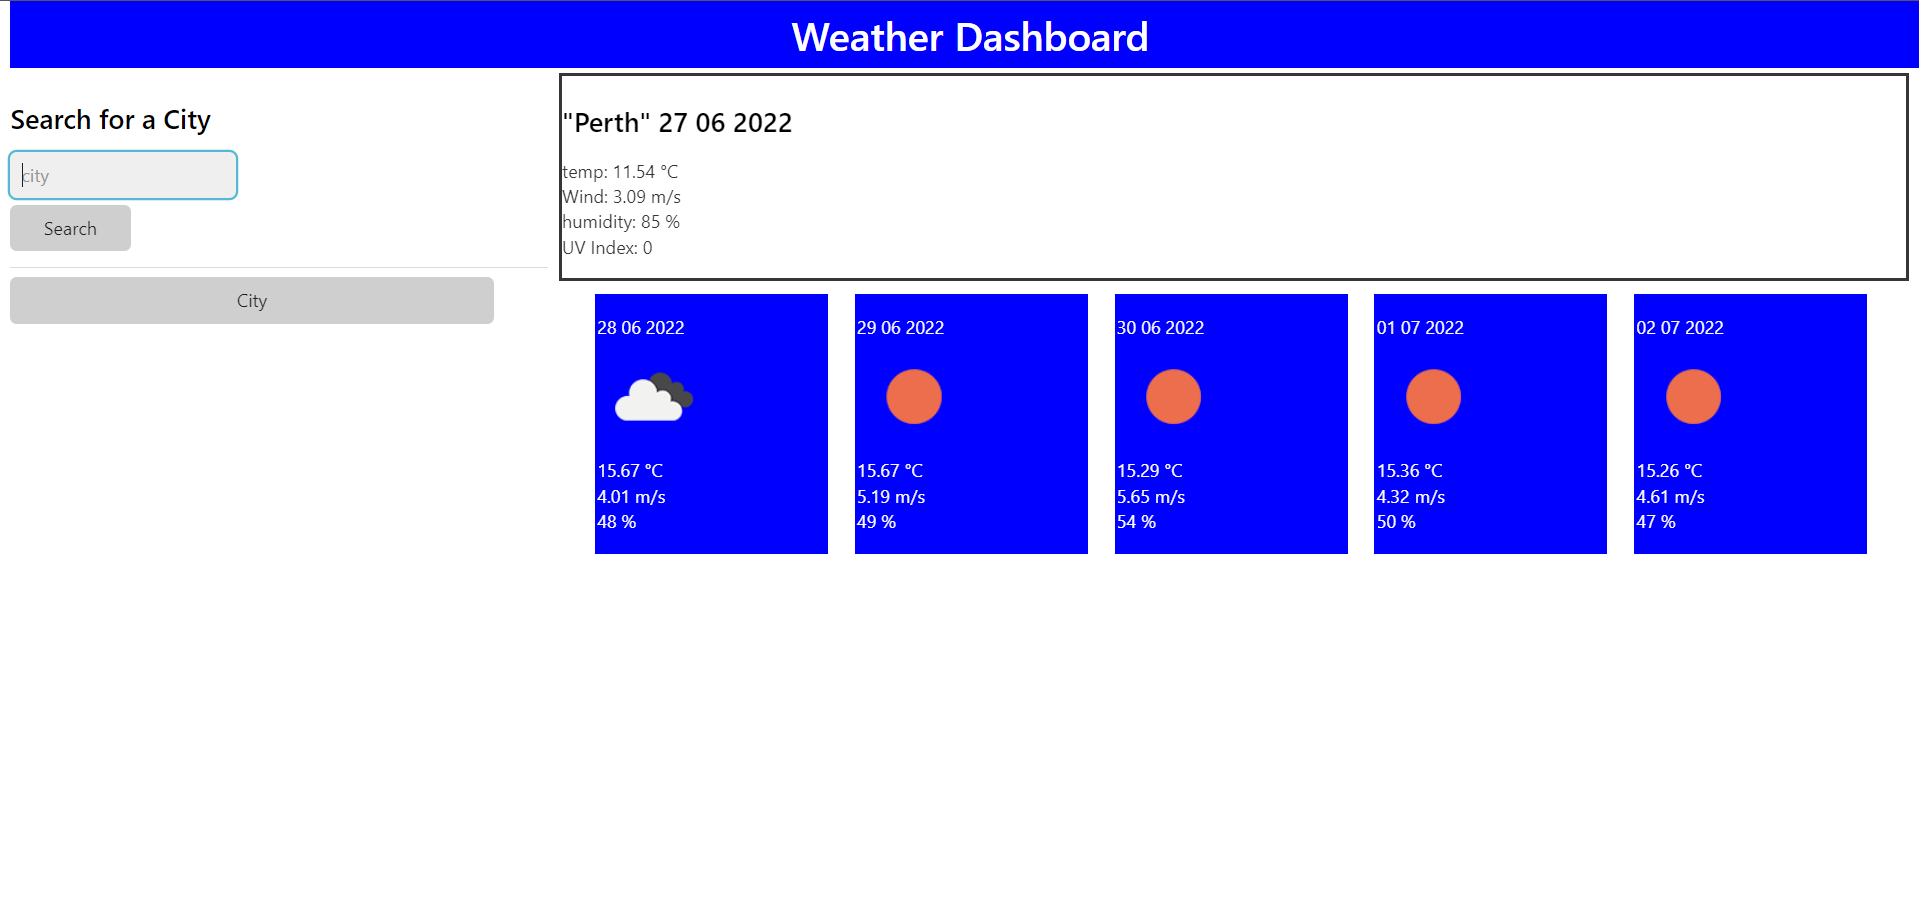 Weather Dashboard
Search for a City
city
Search
City
"Perth" 27 06 2022
temp: 11.54 °C
Wind: 3.09 m/s
humidity: 85 %
UV Index: 0
28 06 2022
15.67 °C
4.01 m/s
48 %
29 06 2022
15.67 °C
5.19 m/s
49 %
30 06 2022
15.29 °C
5.65 m/s
54 %
01 07 2022
15.36 °C
4.32 m/s
50 %
02 07 2022
15.26 °C
4.61 m/s
47 %